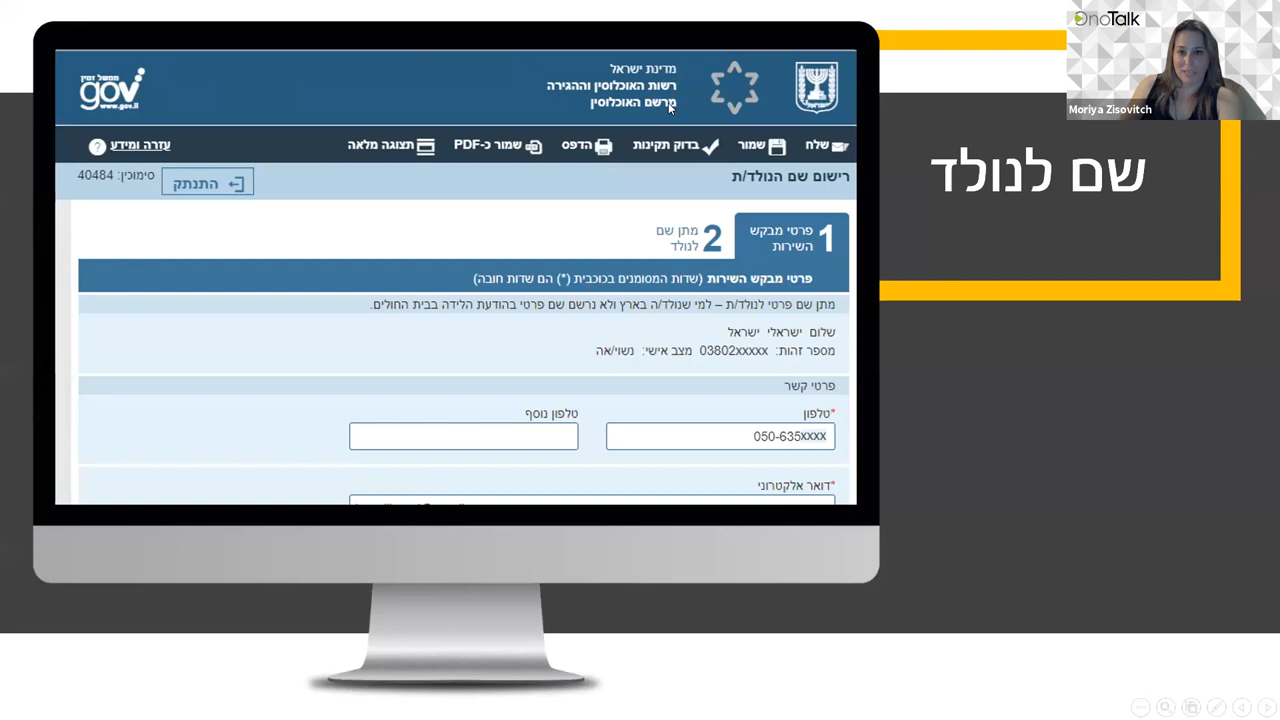 OnoTalk
Moriya Zisovitch
שם לנולד
מדינת ישראל
רשות האוכלוסין וההגירה
מרשם האוכלוסין
ממשל זמין
gov
www.gov.il
שלח
שמור
בדוק תקינות
הדפס
שמור כ-PDF
תצוגה מלאה
עזרה ומידע
רישום שם הנולד/ת
התנתק
סימוכין: 40484
1 פרטי מבקש השירות
2 מתן שם לנולד
פרטי מבקש השירות (שדות המסומנים בכוכבית (*) הם שדות חובה)
מתן שם פרטי לנולד/ת – למי שנולד/ה בארץ ולא נרשם שם פרטי בהודעת הלידה בבית החולים.
שלום ישראלי ישראל
מספר זהות: 03802xxxxx מצב אישי: נשוי/אה
פרטי קשר
*טלפון
טלפון נוסף
050-635xxxx
*דואר אלקטרוני